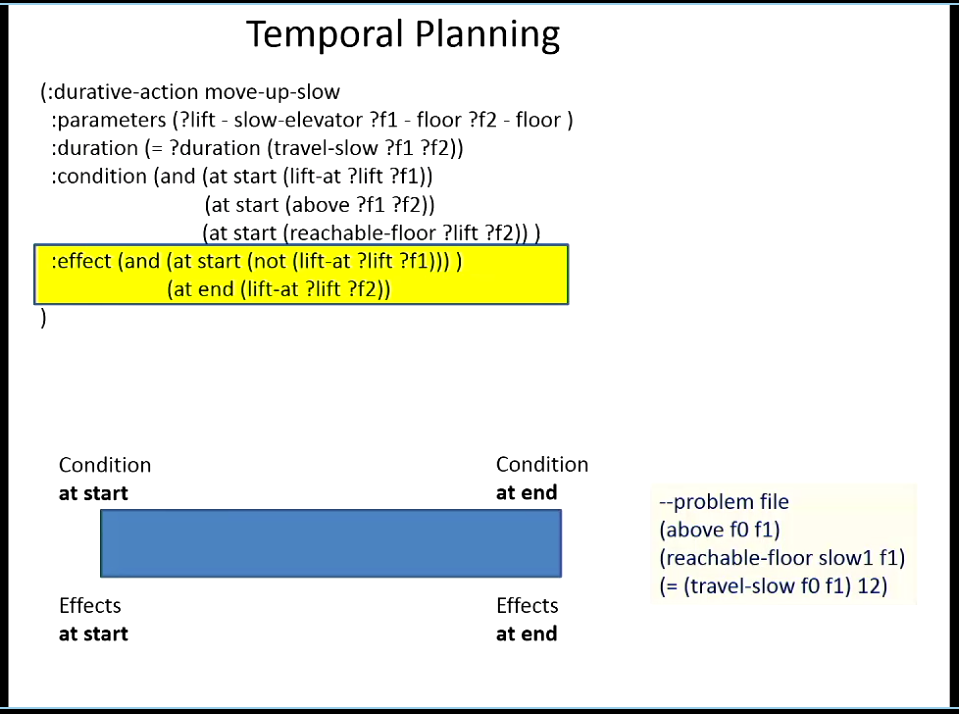 Temporal Planning
(:durative-action move-up-slow
:parameters (?lift - slow-elevator ?f1 - floor ?f2 - floor )
:duration (= ?duration (travel-slow ?f1 ?f2))
:condition (and (at start (lift-at ?lift ?f1))
(at start (above ?f1 ?f2))
(at start (reachable-floor ?lift ?f2)) )
:effect (and (at start (not (lift-at ?lift ?f1))) )
(at end (lift-at ?lift ?f2))
)
Condition
at start
Condition
at end
Effects
at start
Effects
at end
--problem file
(above f0 f1)
(reachable-floor slow1 f1)
(= (travel-slow f0 f1) 12)